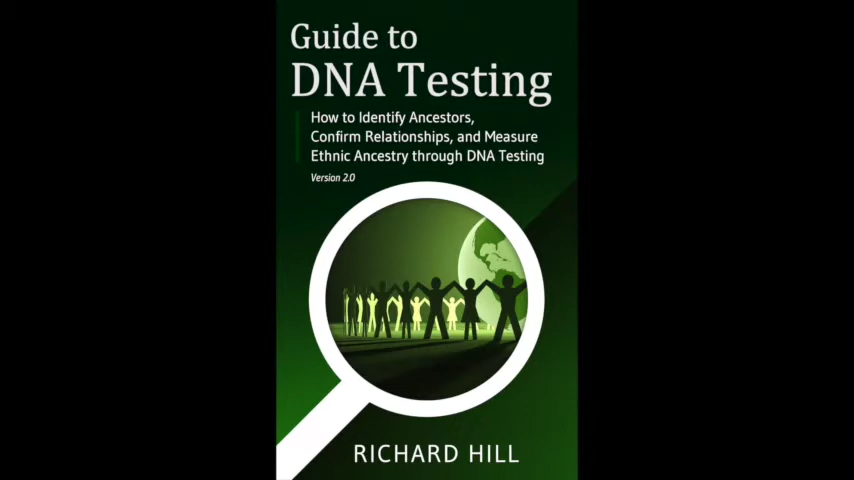 Guide to
DNA Testing
How to Identify Ancestors,
Confirm Relationships, and Measure
Ethnic Ancestry through DNA Testing
Version 2.0
RICHARD HILL